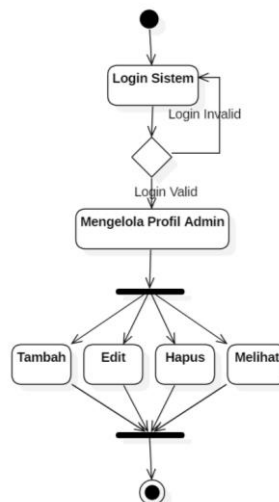 Login Sistem
Login Invalid
Login Valid
Mengelola Profil Admin
Tambah
Edit
Hapus
Melihat